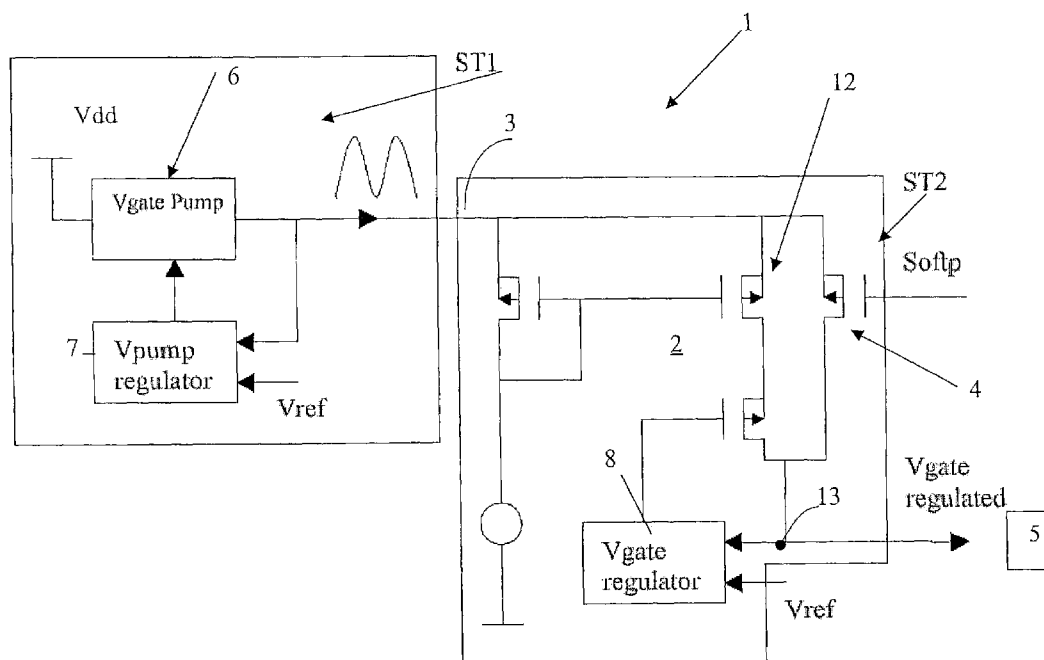 1
ST1
6
12
Vdd
3
ST2
Vgate Pump
Softp
2
7
Vpump
regulator
4
Vref
8
Vgate
regulated
13
5
Vgate
regulator
Vref